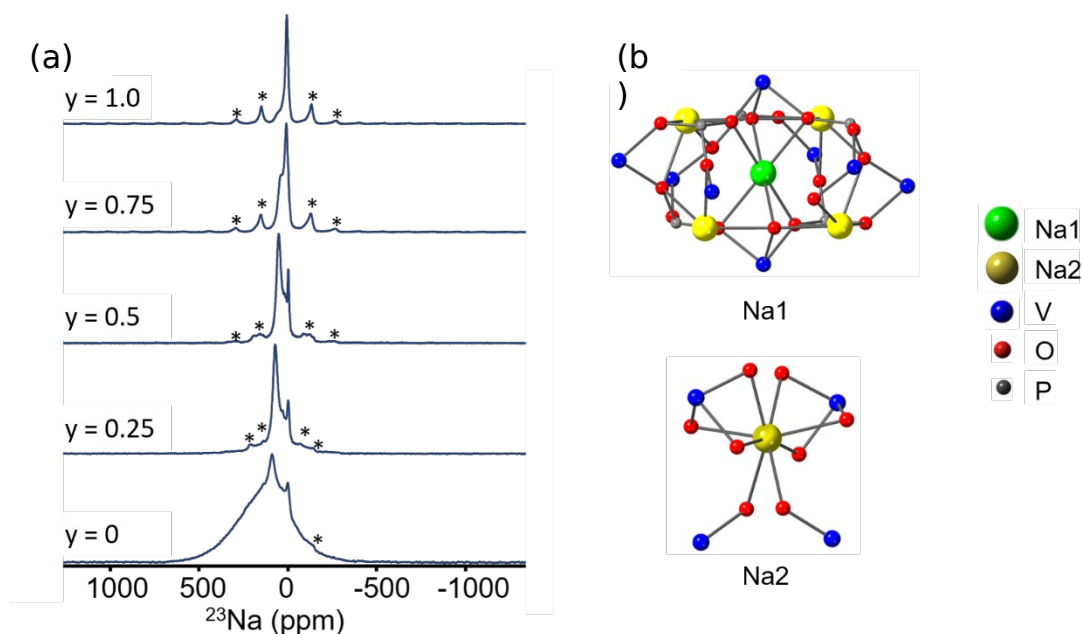 (a)
(b
)
y = 1.0
* * * *
y = 0.75
* * * *
y = 0.5
* * * *
y = 0.25
* * * *
y = 0
*
1000 500 0 -500 -1000
²³Na (ppm)
Na1
Na2
Na1
Na2
V
O
P